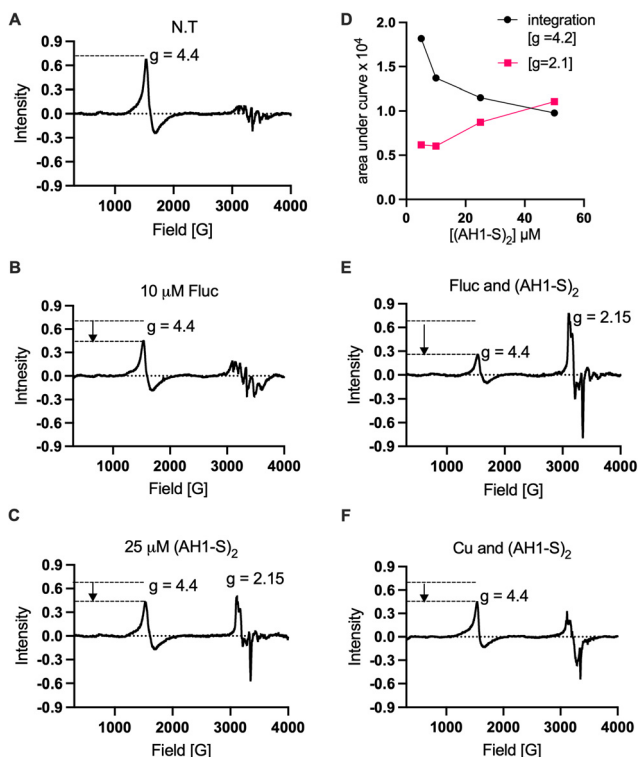 A
N.T
g = 4.4
Intensity
0.9
0.6
0.3
0.0
-0.3
-0.6
-0.9
1000 2000 3000 4000
Field [G]
D
integration
[g =4.2]
[g=2.1]
area under curve x 10⁴
2.0
1.5
1.0
0.5
0.0
0 20 40 60
[(AH1-S)₂] µM
B
10 µM Fluc
g = 4.4
Intnesity
0.9
0.6
0.3
0.0
-0.3
-0.6
-0.9
1000 2000 3000 4000
Field [G]
E
Fluc and (AH1-S)₂
g = 2.15
g = 4.4
Intensity
0.9
0.6
0.3
0.0
-0.3
-0.6
-0.9
1000 2000 3000 4000
Field [G]
C
25 µM (AH1-S)₂
g = 4.4
g = 2.15
Intensity
0.9
0.6
0.3
0.0
-0.3
-0.6
-0.9
1000 2000 3000 4000
Field [G]
F
Cu and (AH1-S)₂
g = 4.4
Intensity
0.9
0.6
0.3
0.0
-0.3
-0.6
-0.9
1000 2000 3000 4000
Field [G]